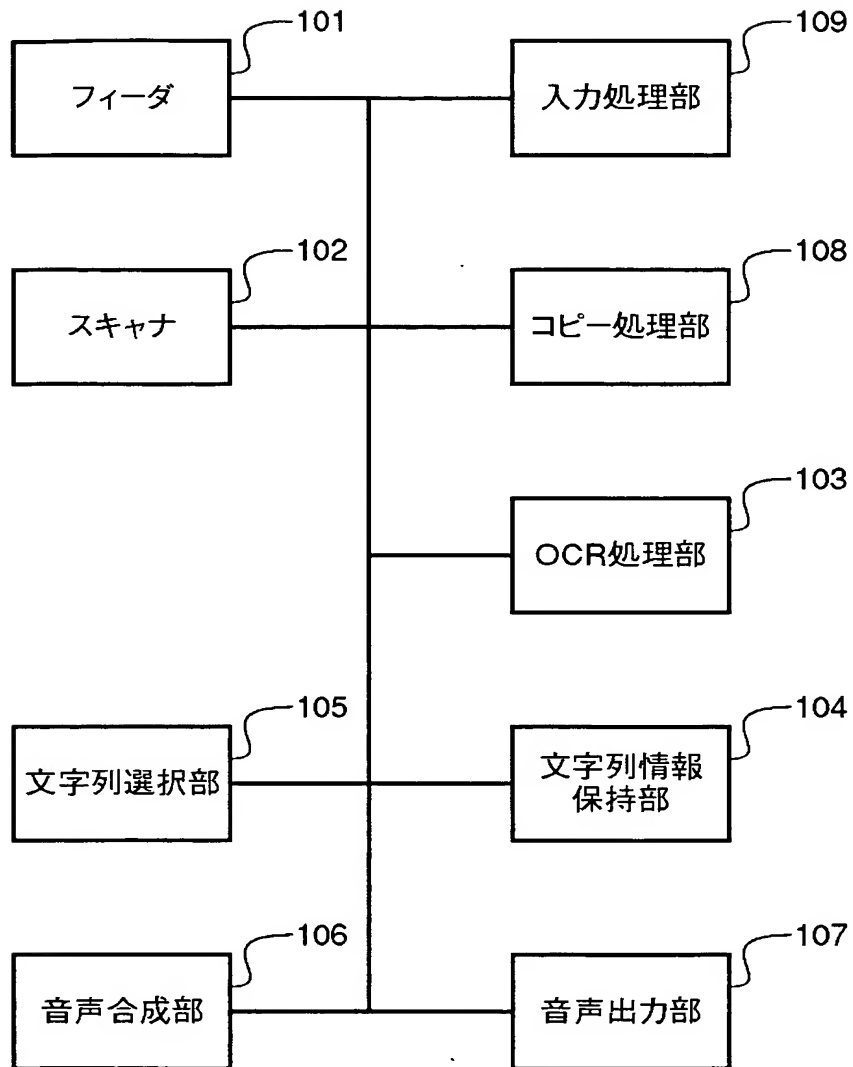 101
フィーダ
109
入力処理部
102
スキャナ
108
コピー処理部
103
OCR処理部
105
文字列選択部
104
文字列情報
保持部
106
音声合成部
107
音声出力部